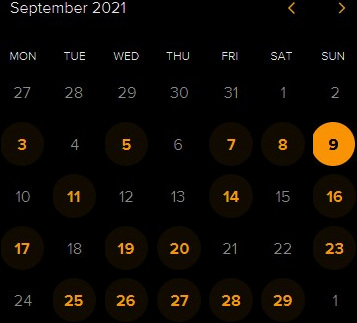 September 2021
MON TUE WED THU FRI SAT SUN
27 28 29 30 31 1 2
3 4 5 6 7 8 9
10 11 12 13 14 15 16
17 18 19 20 21 22 23
24 25 26 27 28 29 1